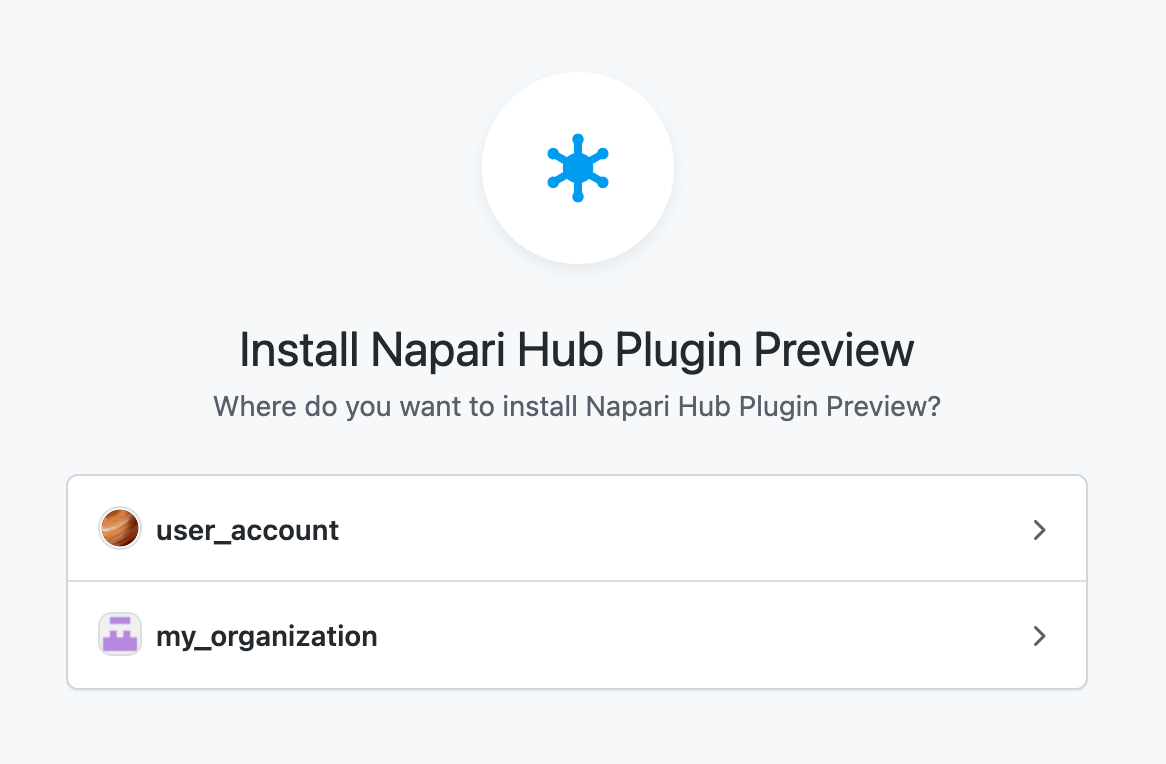 Install Napari Hub Plugin Preview
Where do you want to install Napari Hub Plugin Preview?
user_account
my_organization